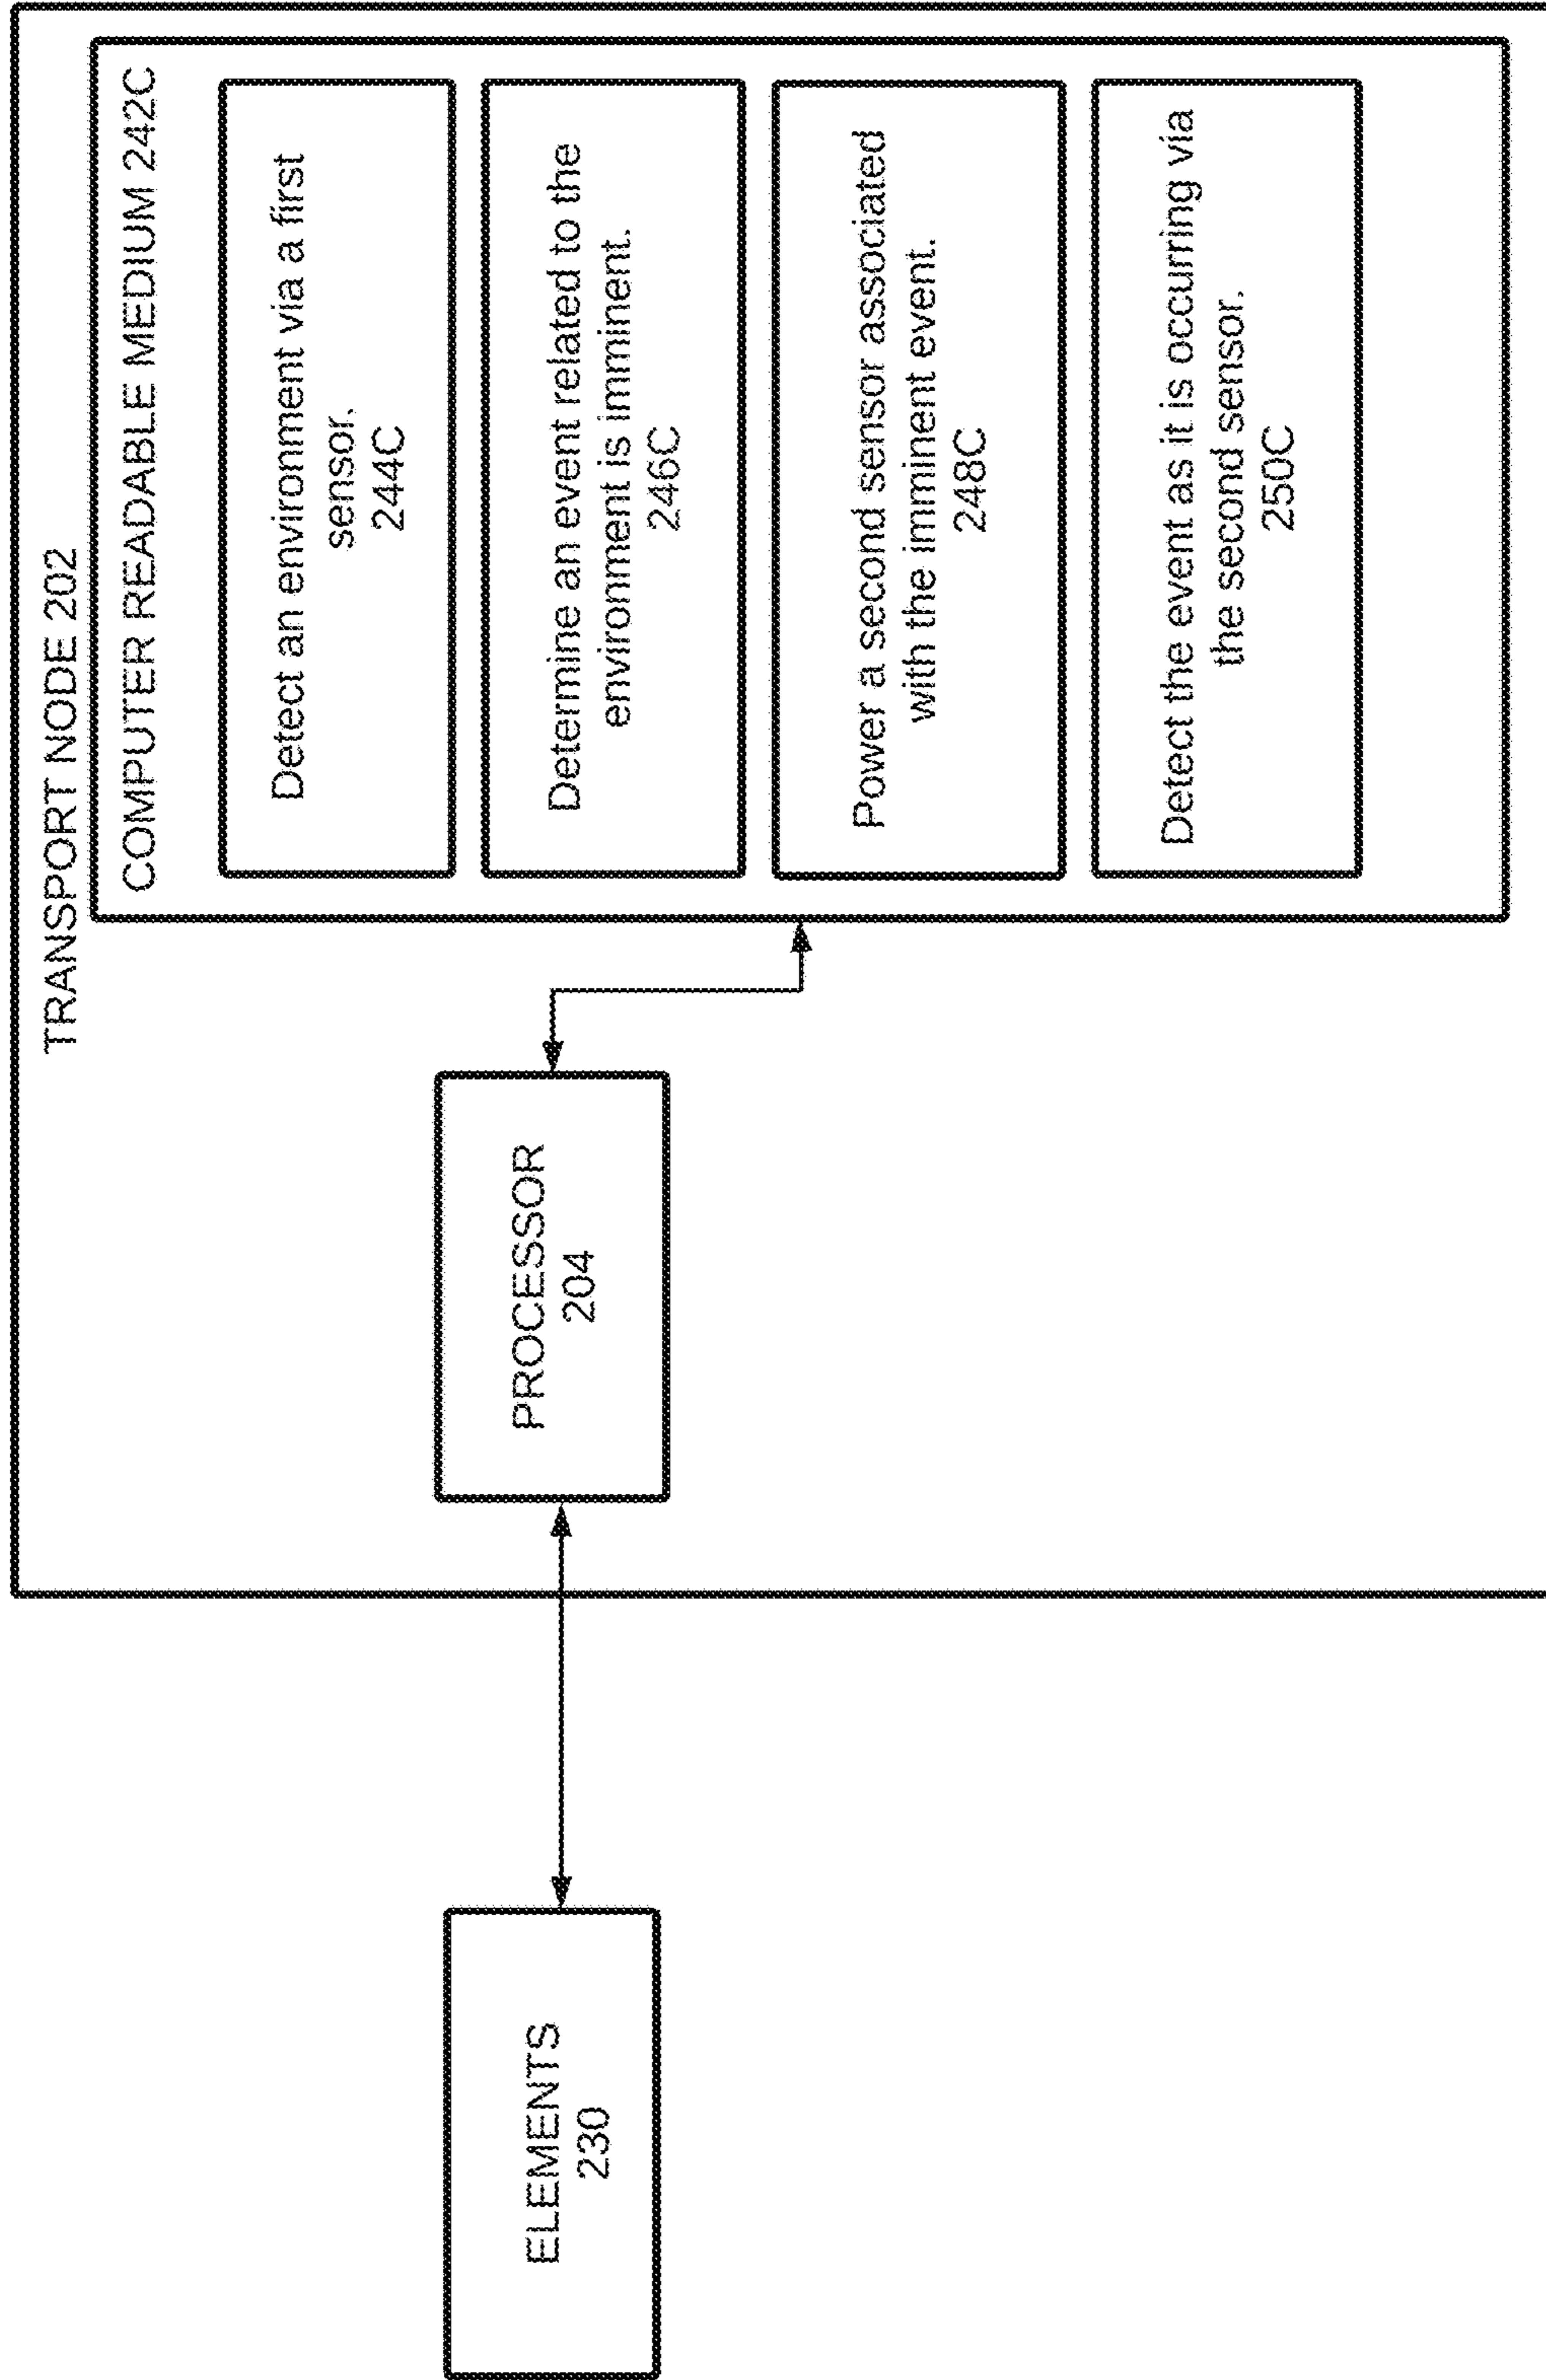 TRANSPORT NODE 202
COMPUTER READABLE MEDIUM 242C
Detect an environment via a first
sensor.
244C
Determine an event related to the
environment is imminent.
246C
Power a second sensor associated
with the imminent event.
248C
Detect the event as it is occurring via
the second sensor.
250C
PROCESSOR
204
ELEMENTS
230